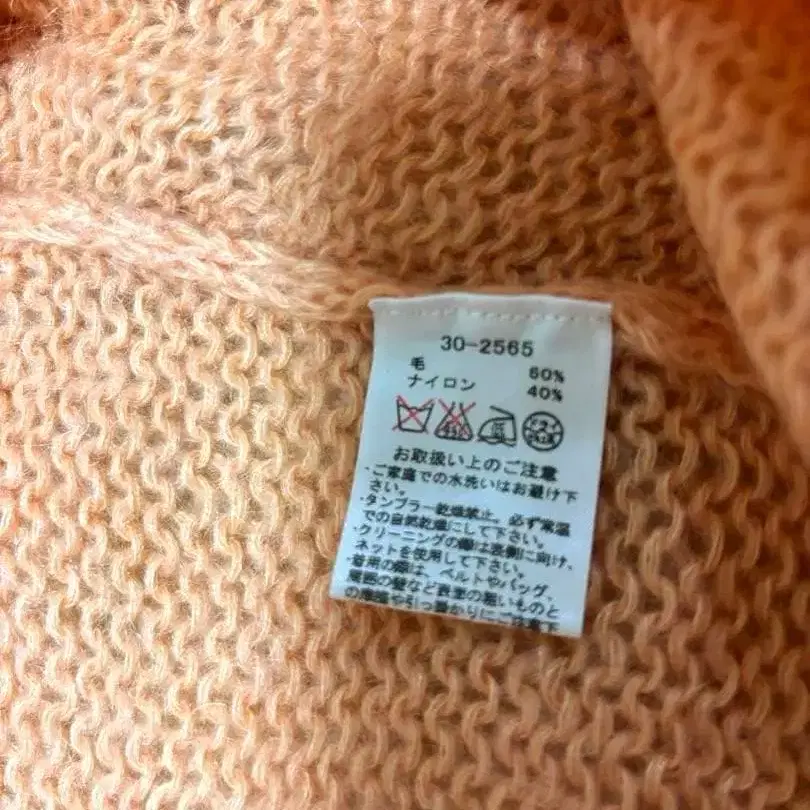 30-2565
毛 60%
ナイロン 40%
お取扱い上のご注意
・ご家庭での水洗いはお避け下
さい。
・タンブラー乾燥禁止。必ず常温
での自然乾燥にして下さい。
・クリーニングの際は裏側に向け、
ネットを使用して下さい。
着用の際は、ベルトやバッグ、
周囲の壁など表面の粗いものと
の摩擦や引っ掛かりにご注意下